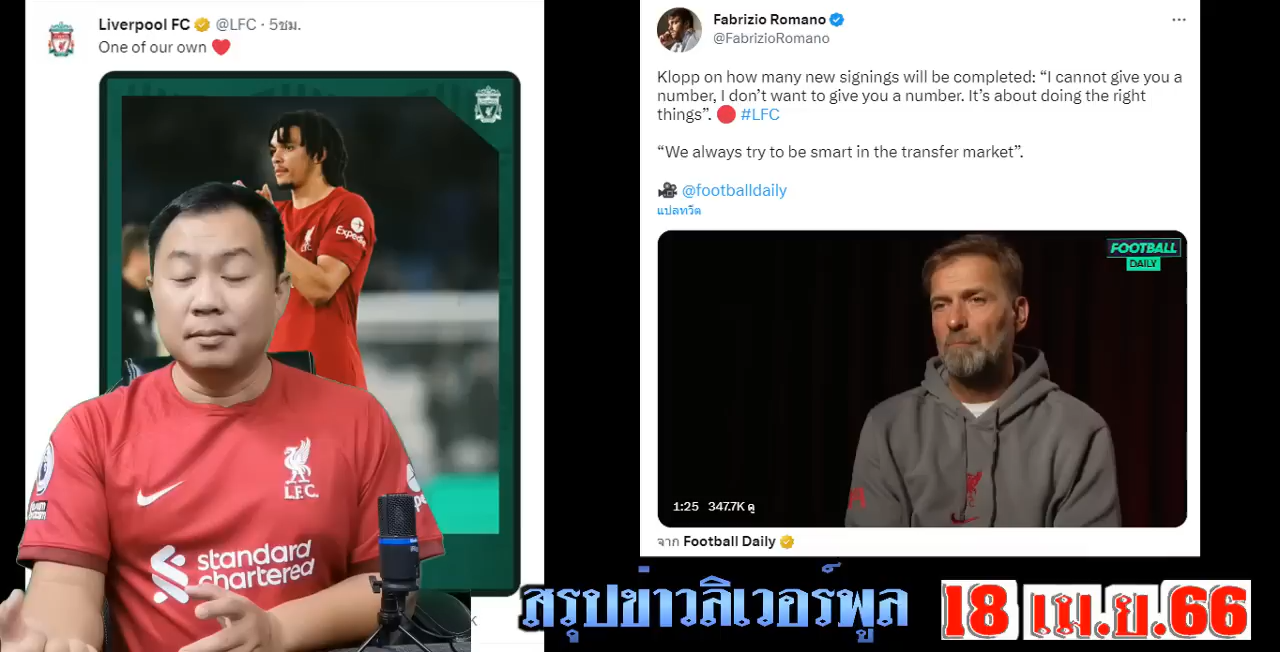 Liverpool FC @LFC · 5ชม.
One of our own ❤️
Expedia
L.F.C.
standard
chartered
Fabrizio Romano
@FabrizioRomano
Klopp on how many new signings will be completed: “I cannot give you a
number, I don’t want to give you a number. It’s about doing the right
things”. 🔴 #LFC
“We always try to be smart in the transfer market”.
🎥 @footballdaily
แปลทวีต
FOOTBALL
DAILY
1:25 347.7K ดู
จาก Football Daily
สรุปข่าวลิเวอร์พูล
18 เม.ย.66